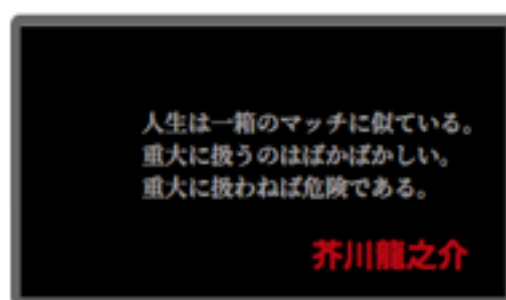 人生は一箱のマッチに似ている。
重大に扱うのはばかばかしい。
重大に扱わねば危険である。
芥川龍之介